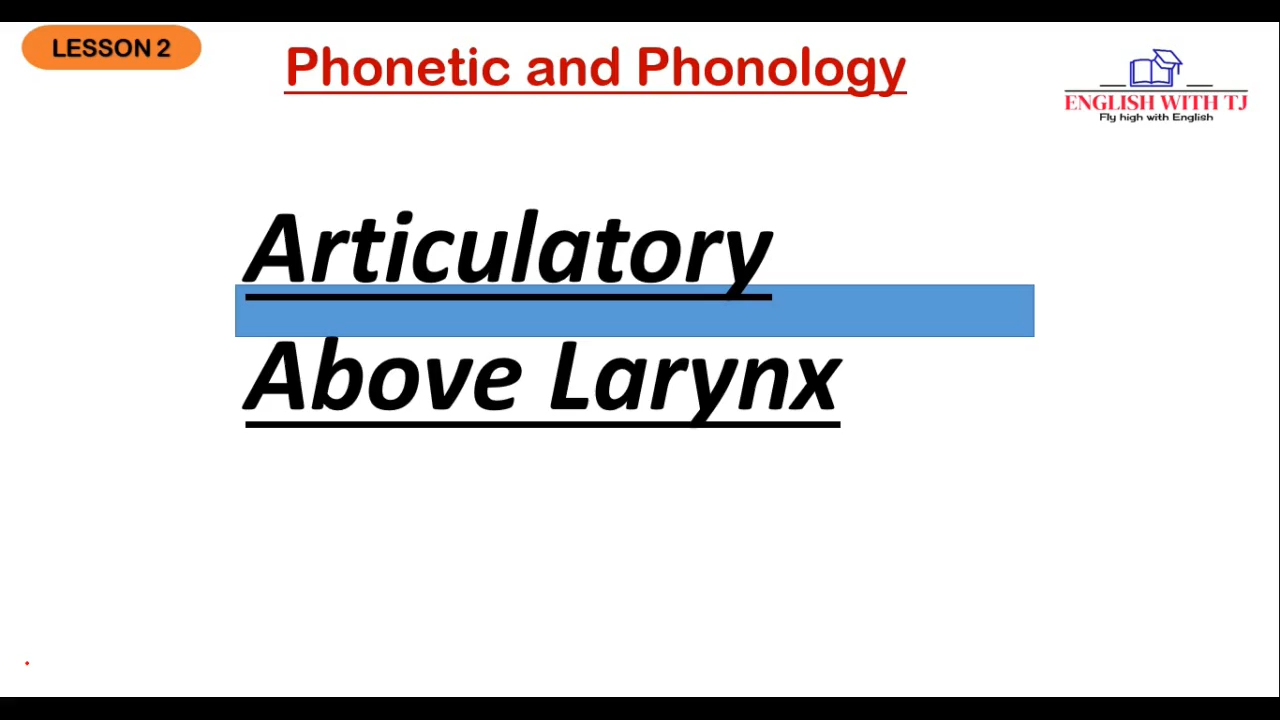 LESSON 2
Phonetic and Phonology
ENGLISH WITH TJ
Fly high with English
Articulatory
Above Larynx